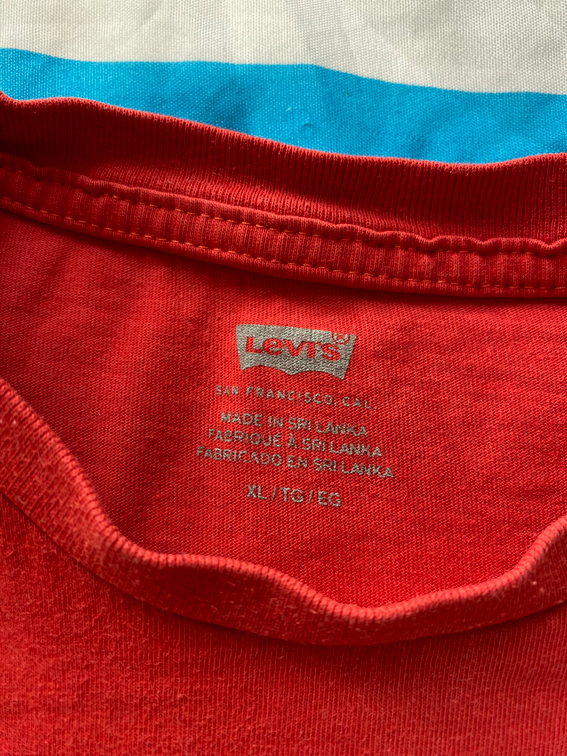 Levi's
SAN FRANCISCO, CAL.
MADE IN SRI LANKA
FABRIQUÉ À SRI LANKA
FABRICADO EN SRI LANKA
XL / TG / EG